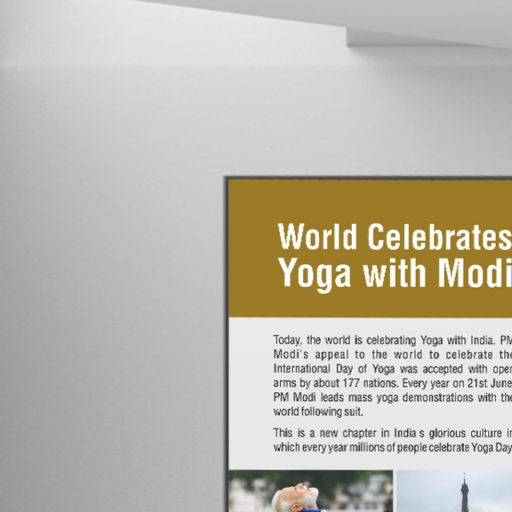 World Celebrates
Yoga with Modi
Today, the world is celebrating Yoga with India. PM
Modi's appeal to the world to celebrate the
International Day of Yoga was accepted with open
arms by about 177 nations. Every year on 21st June
PM Modi leads mass yoga demonstrations with the
world following suit.
This is a new chapter in India s glorious culture in
which every year millions of people celebrate Yoga Day